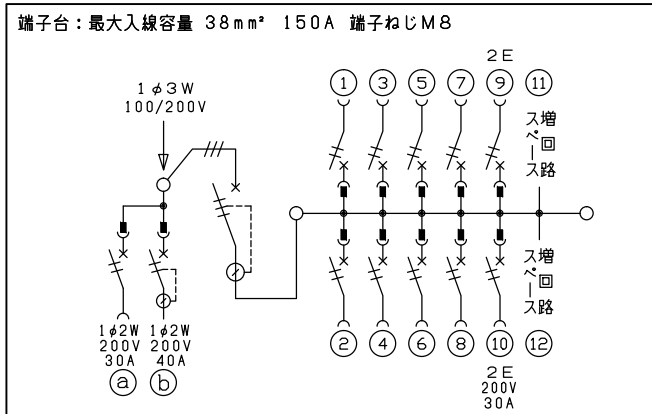 端子台：最大入線容量 38mm² 150A 端子ねじM8
1φ3W
100/200V
2E
① ③ ⑤ ⑦ ⑨ ⑪
増回路
スペース
増回路
スペース
② ④ ⑥ ⑧ ⑩ ⑫
2E
200V
30A
1φ2W
200V
30A
ⓐ
1φ2W
200V
40A
ⓑ